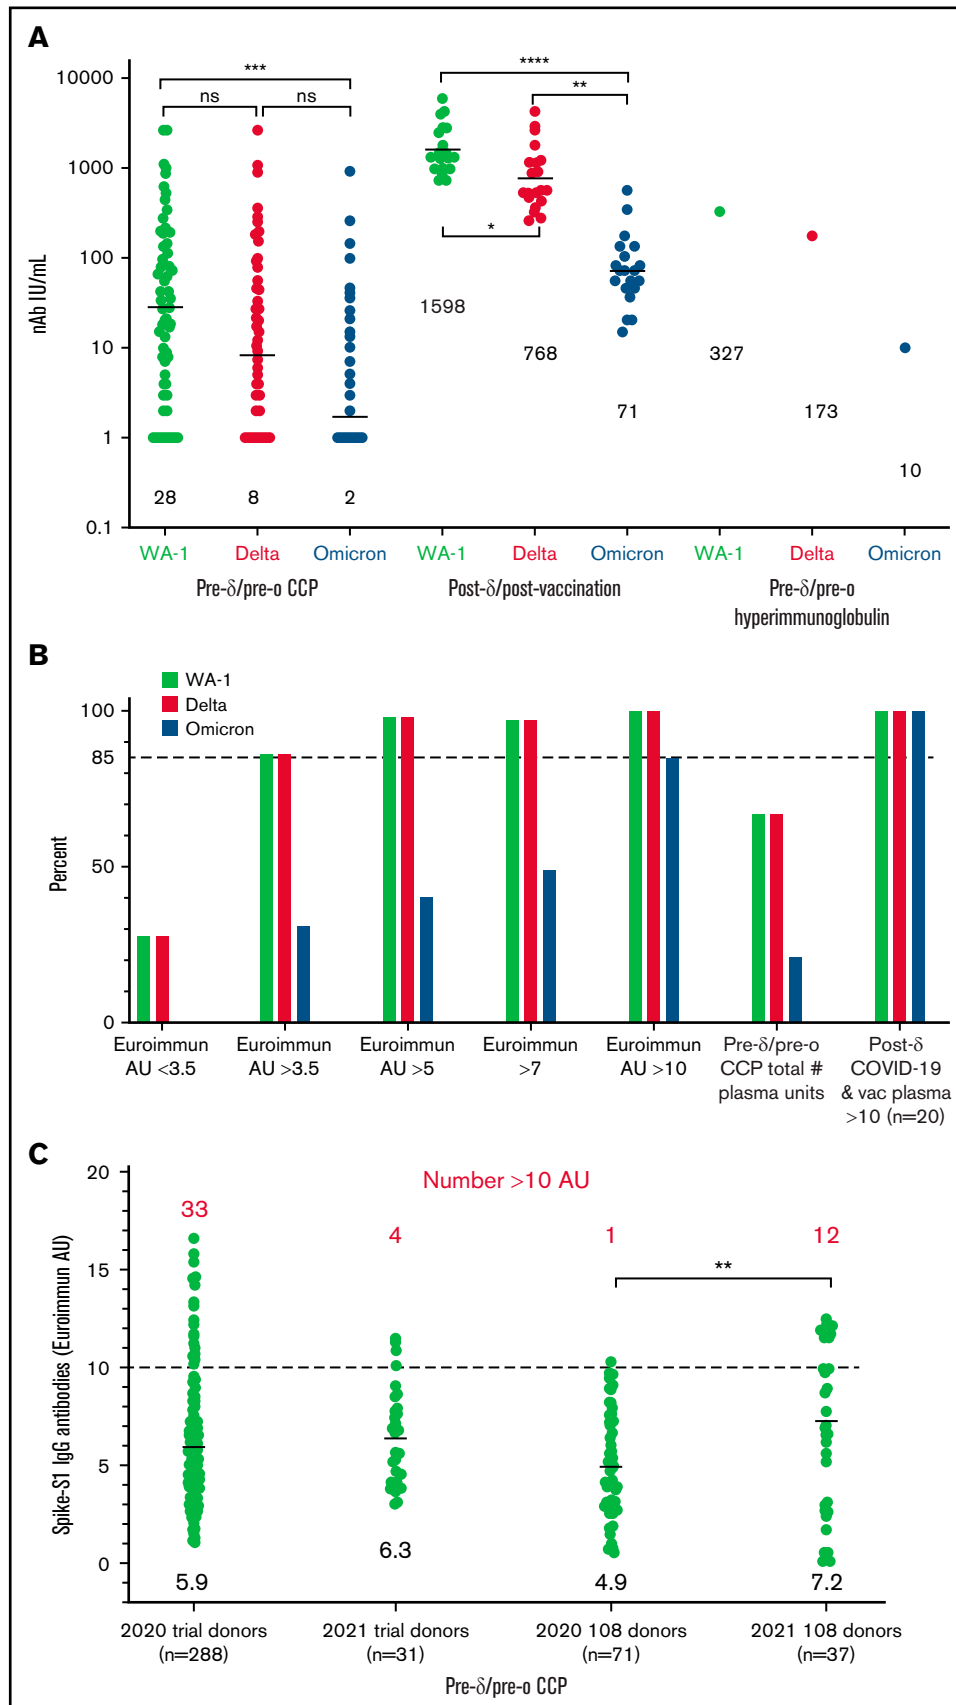 A
nAb IU/mL
10000
1000
100
10
1
0.1
***
ns
ns
****
**
*
28
8
2
1598
768
71
327
173
10
WA-1
Delta
Omicron
WA-1
Delta
Omicron
WA-1
Delta
Omicron
Pre-δ/pre-o CCP
Post-δ/post-vaccination
Pre-δ/pre-o
hyperimmunoglobulin
B
WA-1
Delta
Omicron
Percent
100
85
50
0
Euroimmun
AU <3.5
Euroimmun
AU >3.5
Euroimmun
AU >5
Euroimmun
>7
Euroimmun
AU >10
Pre-δ/pre-o
CCP total #
plasma units
Post-δ
COVID-19
& vac plasma
>10 (n=20)
C
Spike-S1 IgG antibodies (Euroimmun AU)
20
15
10
5
0
Number >10 AU
33
4
1
12
**
5.9
6.3
4.9
7.2
2020 trial donors
(n=288)
2021 trial donors
(n=31)
2020 108 donors
(n=71)
2021 108 donors
(n=37)
Pre-δ/pre-o CCP